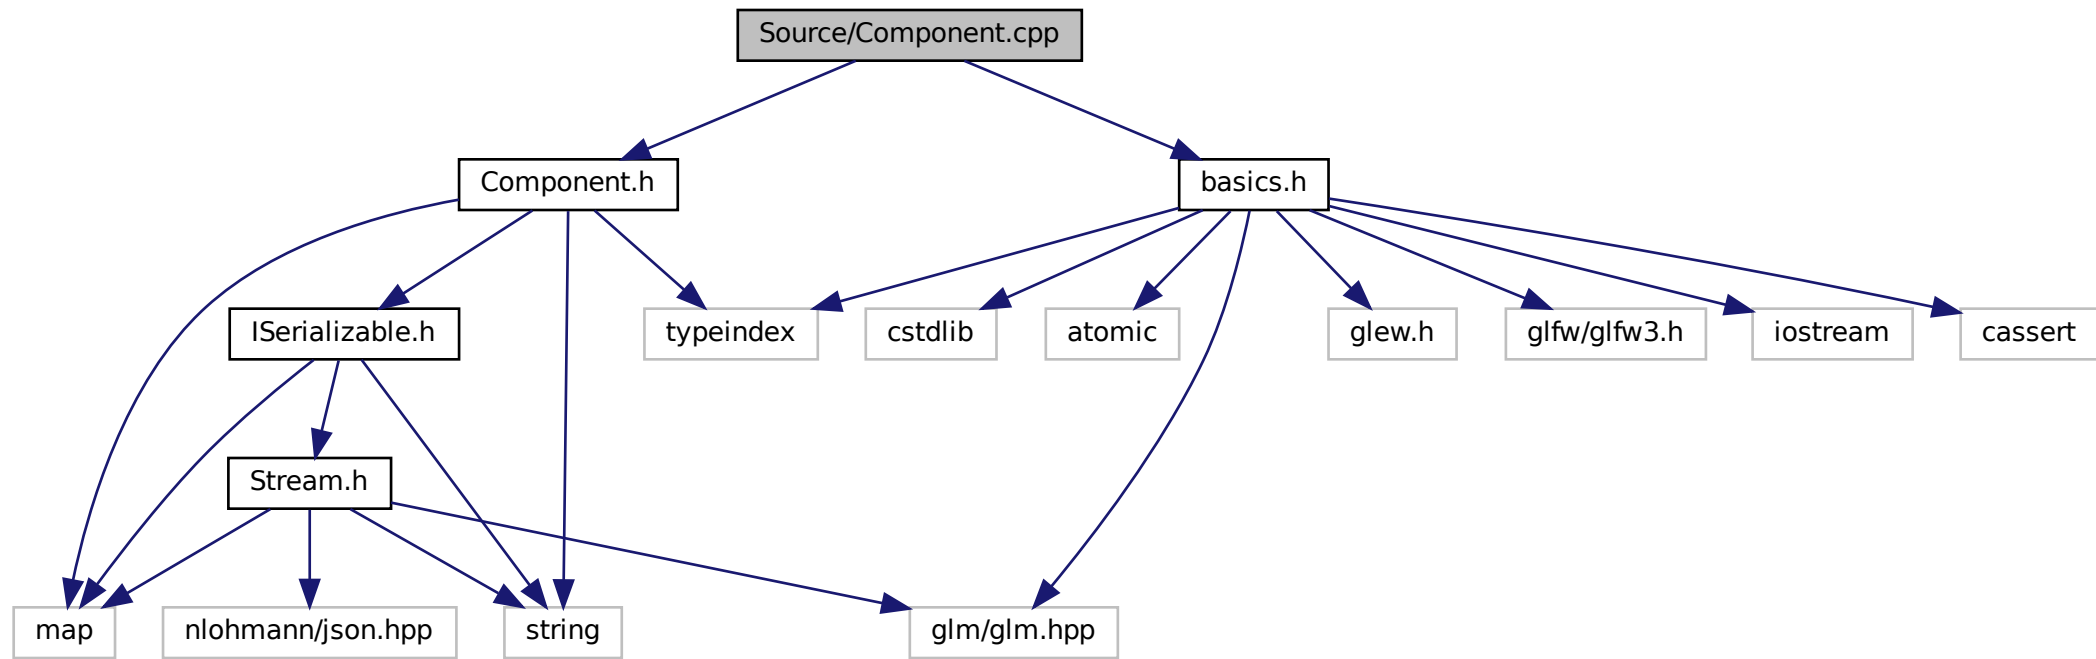 Source/Component.cpp
Component.h
basics.h
ISerializable.h
typeindex
cstdlib
atomic
glew.h
glfw/glfw3.h
iostream
cassert
Stream.h
map
nlohmann/json.hpp
string
glm/glm.hpp